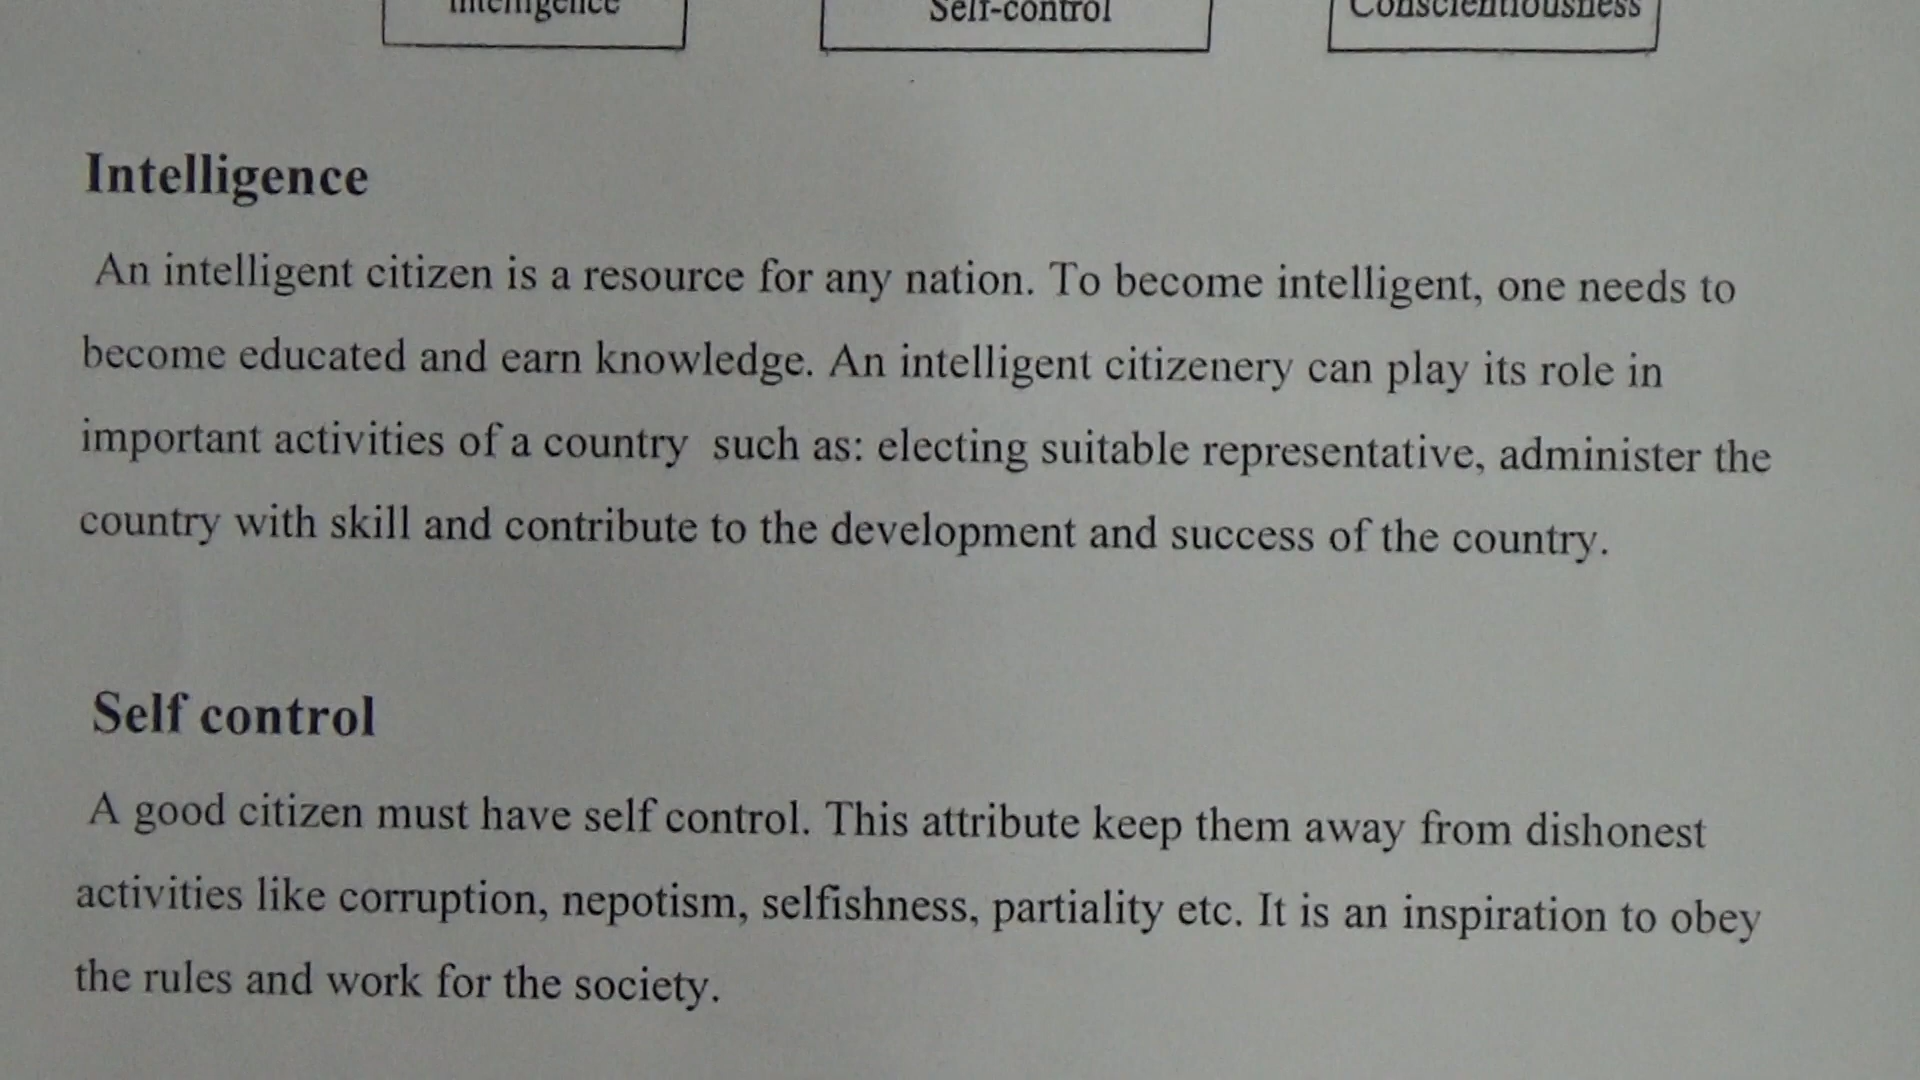 Intelligence Self-control Conscientiousness
Intelligence
An intelligent citizen is a resource for any nation. To become intelligent, one needs to
become educated and earn knowledge. An intelligent citizenery can play its role in
important activities of a country such as: electing suitable representative, administer the
country with skill and contribute to the development and success of the country.
Self control
A good citizen must have self control. This attribute keep them away from dishonest
activities like corruption, nepotism, selfishness, partiality etc. It is an inspiration to obey
the rules and work for the society.